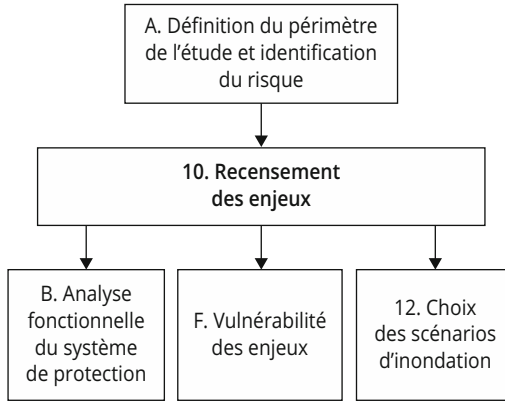 A. Définition du périmètre
de l’étude et identification
du risque
10. Recensement
des enjeux
B. Analyse
fonctionnelle
du système
de protection
F. Vulnérabilité
des enjeux
12. Choix
des scénarios
d’inondation